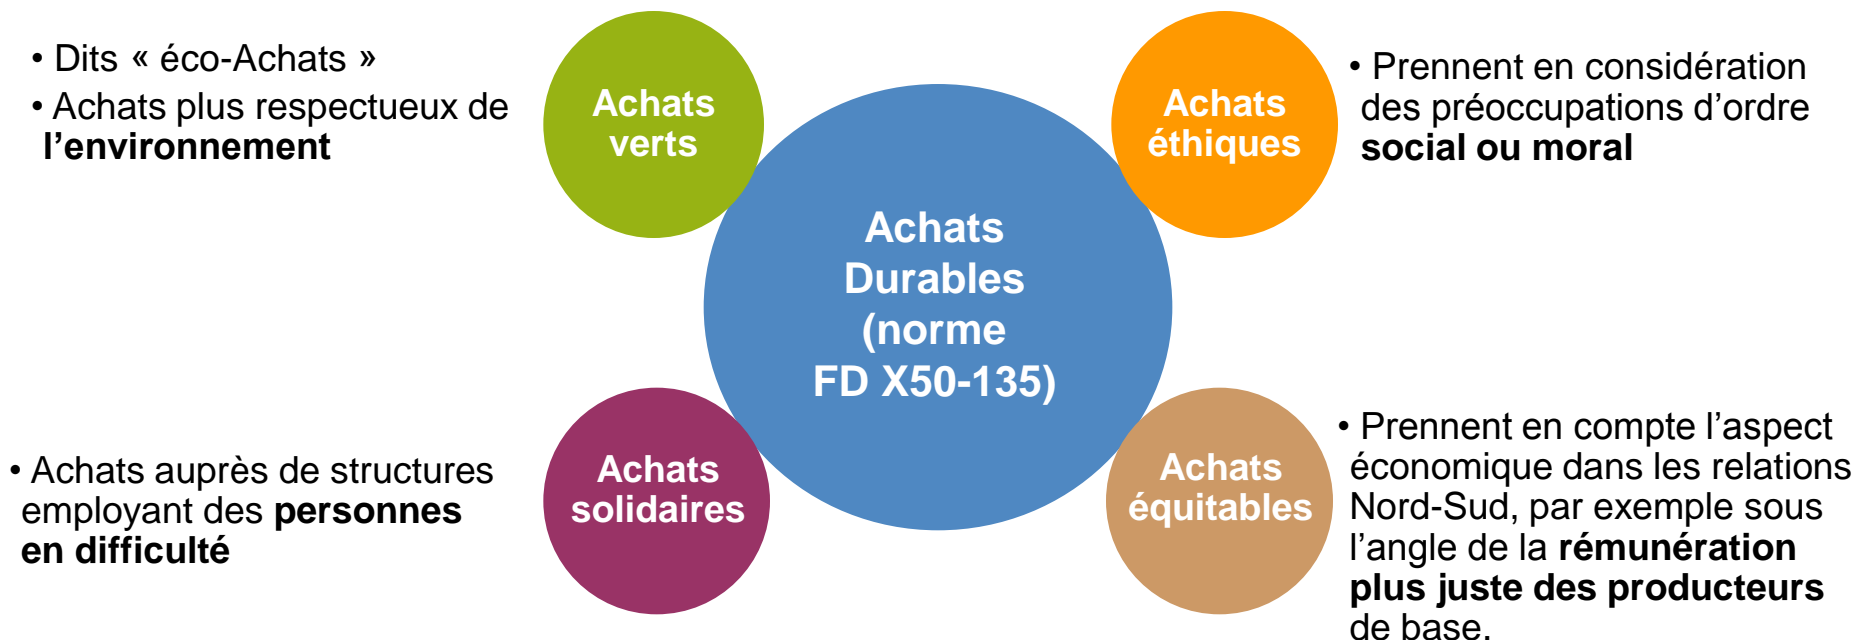 • Dits « éco-Achats »
• Achats plus respectueux de
l’environnement
Achats
verts
Achats
éthiques
• Prennent en considération
des préoccupations d’ordre
social ou moral
Achats
Durables
(norme
FD X50-135)
• Achats auprès de structures
employant des personnes
en difficulté
Achats
solidaires
Achats
équitables
• Prennent en compte l’aspect
économique dans les relations
Nord-Sud, par exemple sous
l’angle de la rémunération
plus juste des producteurs
de base.